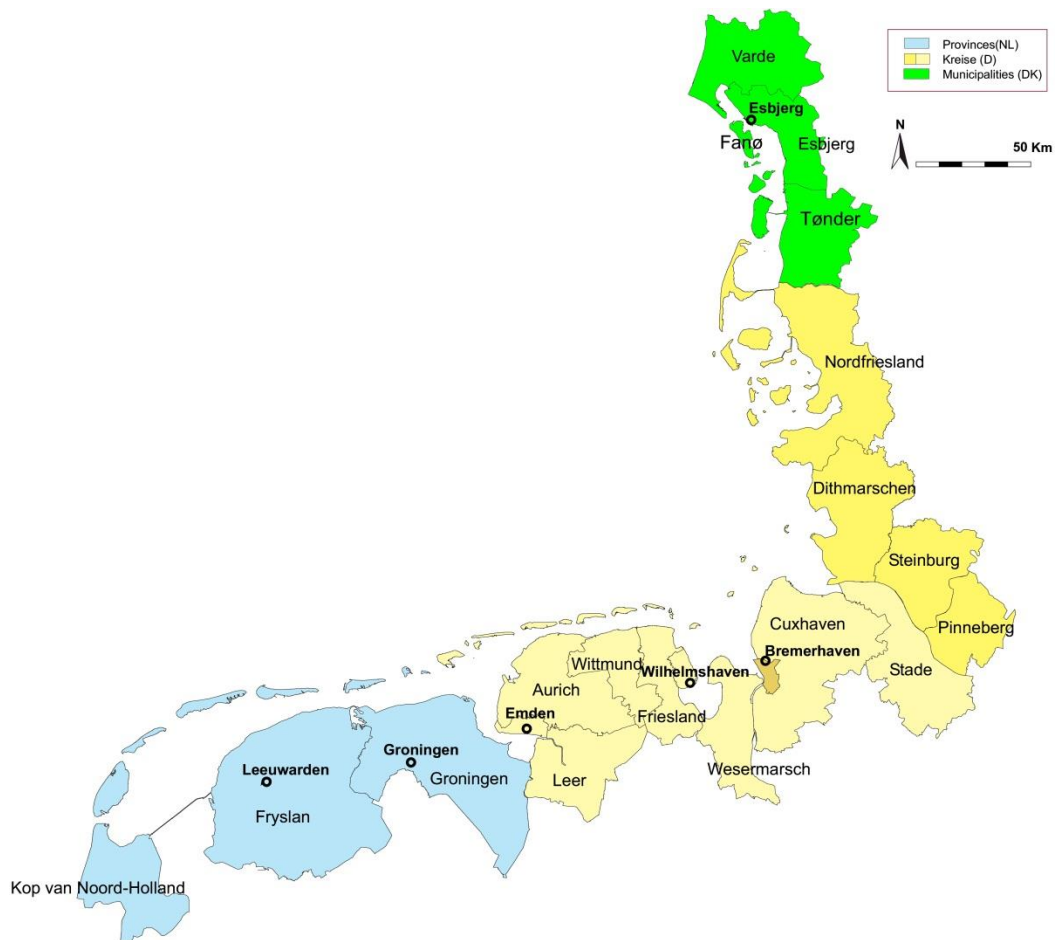 Provinces(NL)
Kreise (D)
Municipalities (DK)
N
50 Km
Varde
Esbjerg
Fanø
Esbjerg
Tønder
Nordfriesland
Dithmarschen
Steinburg
Pinneberg
Cuxhaven
Bremerhaven
Stade
Wittmund
Wilhelmshaven
Aurich
Emden
Friesland
Leer
Wesermarsch
Groningen
Groningen
Leeuwarden
Fryslan
Kop van Noord-Holland